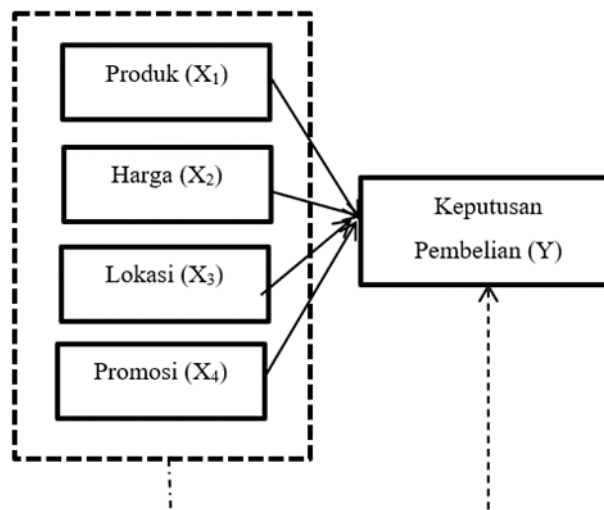 Produk (X₁)
Harga (X₂)
Lokasi (X₃)
Promosi (X₄)
Keputusan
Pembelian (Y)